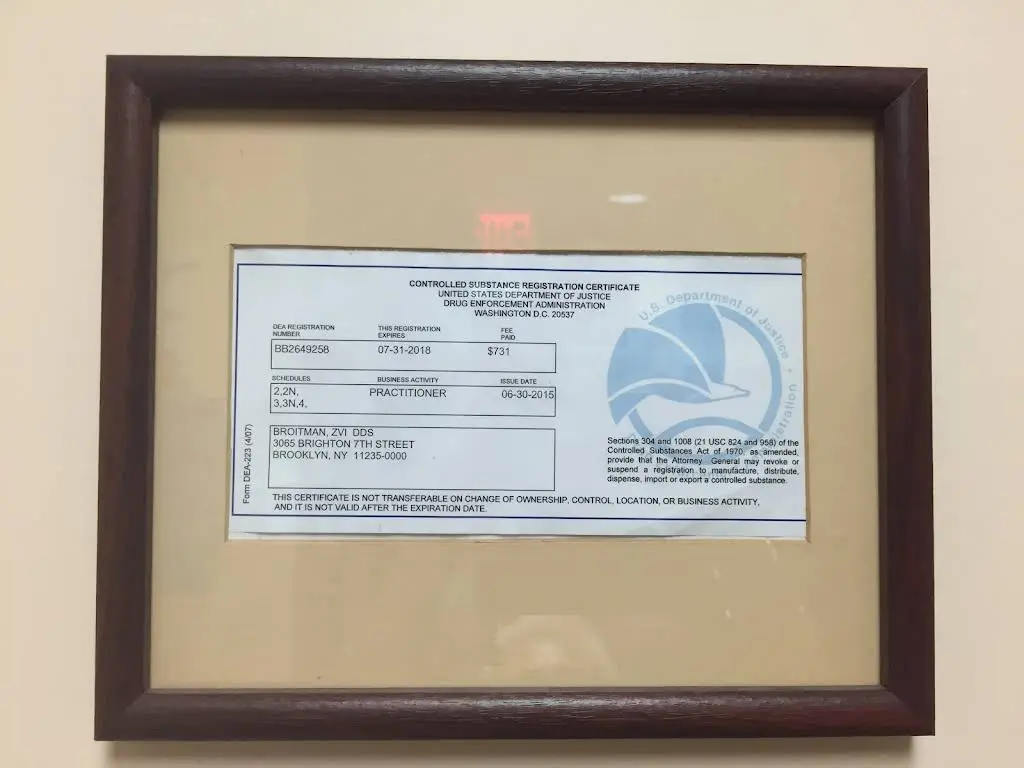 CONTROLLED SUBSTANCE REGISTRATION CERTIFICATE
UNITED STATES DEPARTMENT OF JUSTICE
DRUG ENFORCEMENT ADMINISTRATION
WASHINGTON D.C. 20537
DEA REGISTRATION NUMBER
THIS REGISTRATION EXPIRES
FEE PAID
BB2649258 07-31-2018 $731
SCHEDULES BUSINESS ACTIVITY ISSUE DATE
2,2N, PRACTITIONER 06-30-2015
3,3N,4,
BROITMAN, ZVI DDS
3065 BRIGHTON 7TH STREET
BROOKLYN, NY 11235-0000
Form DEA-223 (4/07)
U.S. Department of Justice
Sections 304 and 1008 (21 USC 824 and 958) of the
Controlled Substances Act of 1970, as amended,
provide that the Attorney General may revoke or
suspend a registration to manufacture, distribute,
dispense, import or export a controlled substance.
THIS CERTIFICATE IS NOT TRANSFERABLE ON CHANGE OF OWNERSHIP, CONTROL, LOCATION, OR BUSINESS ACTIVITY,
AND IT IS NOT VALID AFTER THE EXPIRATION DATE.